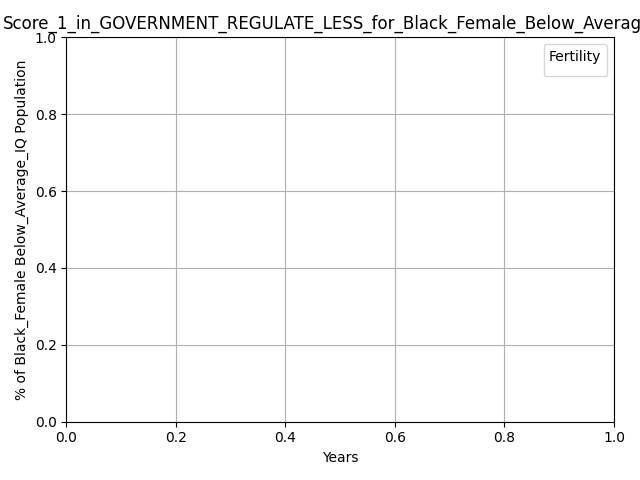 Score_1_in_GOVERNMENT_REGULATE_LESS_for_Black_Female_Below_Averag
Fertility
% of Black_Female Below_Average_IQ Population
1.0
0.8
0.6
0.4
0.2
0.0
0.0 0.2 0.4 0.6 0.8 1.0
Years